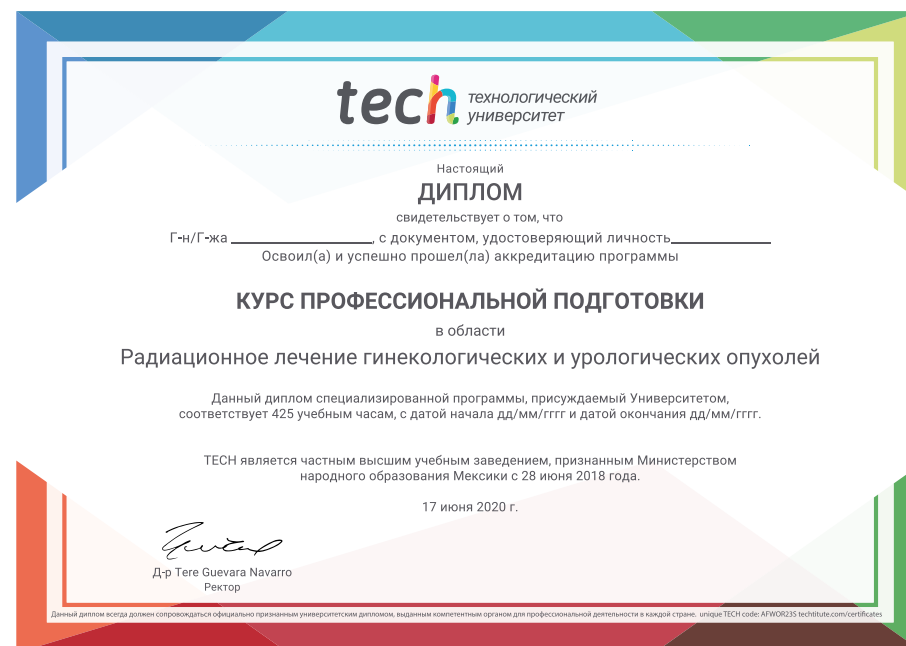 tech технологический
университет
Настоящий
ДИПЛОМ
свидетельствует о том, что
Г-н/Г-жа ____________________, с документом, удостоверяющий личность______________
Освоил(а) и успешно прошел(ла) аккредитацию программы
КУРС ПРОФЕССИОНАЛЬНОЙ ПОДГОТОВКИ
в области
Радиационное лечение гинекологических и урологических опухолей
Данный диплом специализированной программы, присуждаемый Университетом,
соответствует 425 учебным часам, с датой начала дд/мм/гггг и датой окончания дд/мм/гггг.
TECH является частным высшим учебным заведением, признанным Министерством
народного образования Мексики с 28 июня 2018 года.
17 июня 2020 г.
Д-р Tere Guevara Navarro
Ректор
Данный диплом всегда должен сопровождаться официально признанным университетским дипломом, выданным компетентным органом для профессиональной деятельности в каждой стране. unique TECH code: AFWOR23S techtitute.com/certificates